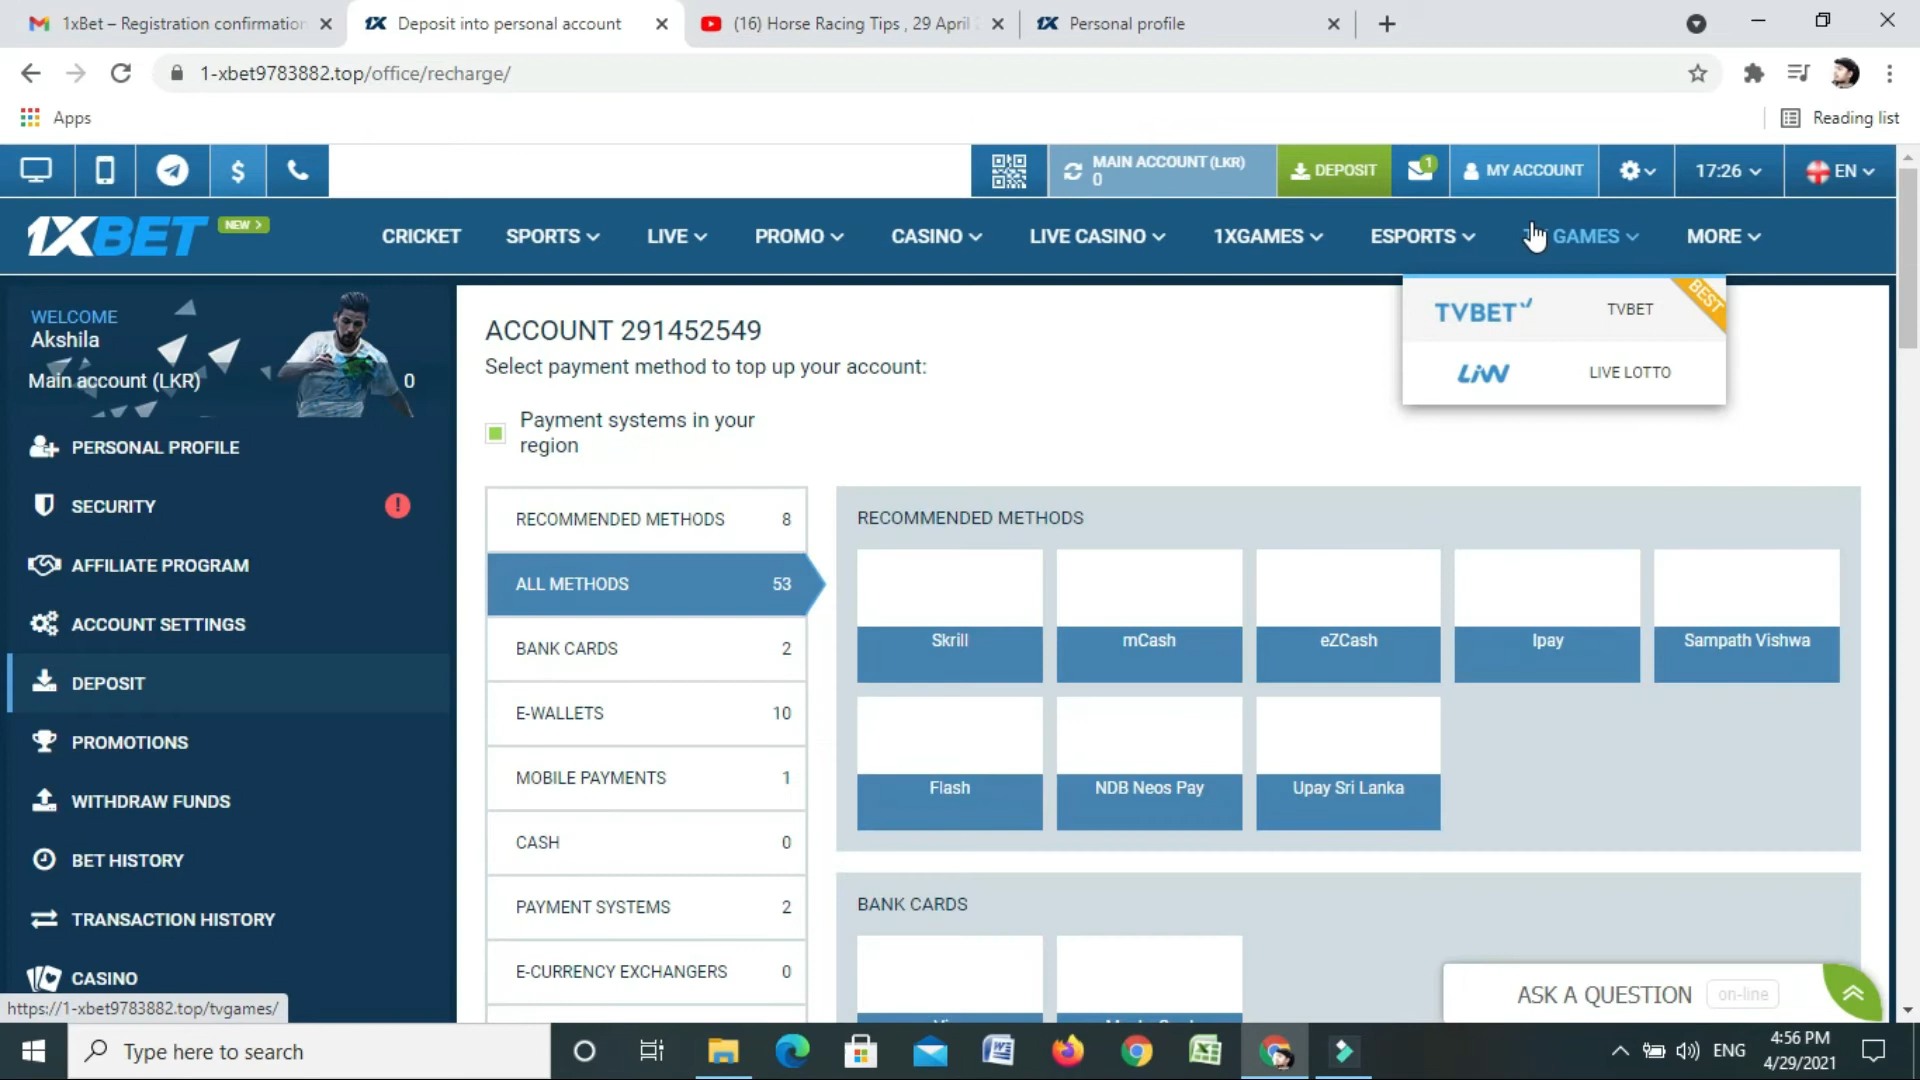 1xBet – Registration confirmation
Deposit into personal account
(16) Horse Racing Tips , 29 April
Personal profile
1-xbet9783882.top/office/recharge/
Apps
Reading list
$
MAIN ACCOUNT (LKR)
0
DEPOSIT
1
MY ACCOUNT
17:26
EN
1XBET
NEW >
CRICKET
SPORTS
LIVE
PROMO
CASINO
LIVE CASINO
1XGAMES
ESPORTS
GAMES
MORE
TVBET
TVBET
BEST
LIVE LOTTO
WELCOME
Akshila
Main account (LKR)
0
PERSONAL PROFILE
SECURITY
!
AFFILIATE PROGRAM
ACCOUNT SETTINGS
DEPOSIT
PROMOTIONS
WITHDRAW FUNDS
BET HISTORY
TRANSACTION HISTORY
CASINO
https://1-xbet9783882.top/tvgames/
ACCOUNT 291452549
Select payment method to top up your account:
Payment systems in your
region
RECOMMENDED METHODS 8
ALL METHODS 53
BANK CARDS 2
E-WALLETS 10
MOBILE PAYMENTS 1
CASH 0
PAYMENT SYSTEMS 2
E-CURRENCY EXCHANGERS 0
RECOMMENDED METHODS
Skrill
mCash
eZCash
Ipay
Sampath Vishwa
Flash
NDB Neos Pay
Upay Sri Lanka
BANK CARDS
ASK A QUESTION
on-line
Type here to search
ENG
4:56 PM
4/29/2021